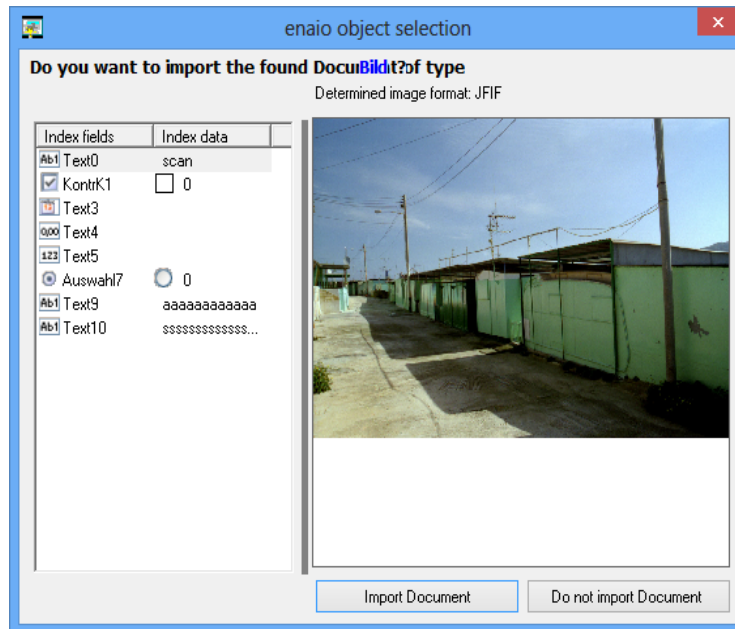 enaio object selection
Do you want to import the found Docu Bild t? of type
Determined image format: JFIF
Index fields Index data
Text0 scan
KontrK1 0
Text3
Text4
Text5
Auswahl7 0
Text9 aaaaaaaaaaaa
Text10 sssssssssssss...
Import Document Do not import Document